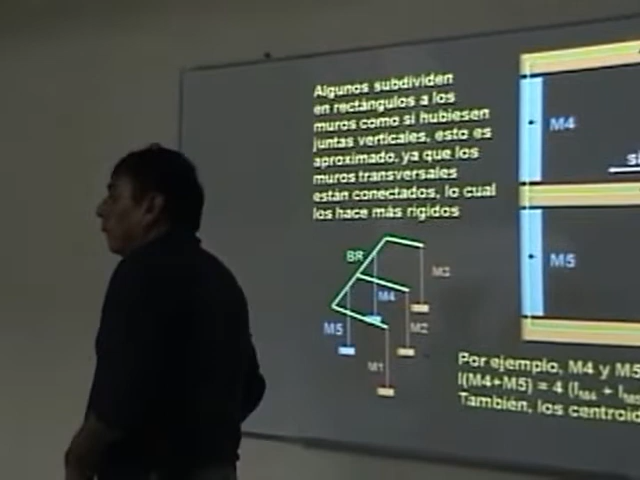 Algunos subdividen
en rectángulos a los
muros como si hubiesen
juntas verticales, esto es
aproximado, ya que los
muros transversales
están conectados, lo cual
los hace más rígidos
M4
si
M5
BR
M3
M4
M5
M2
M1
Por ejemplo, M4 y M5
I(M4+M5) = 4 (I
También, los centroid